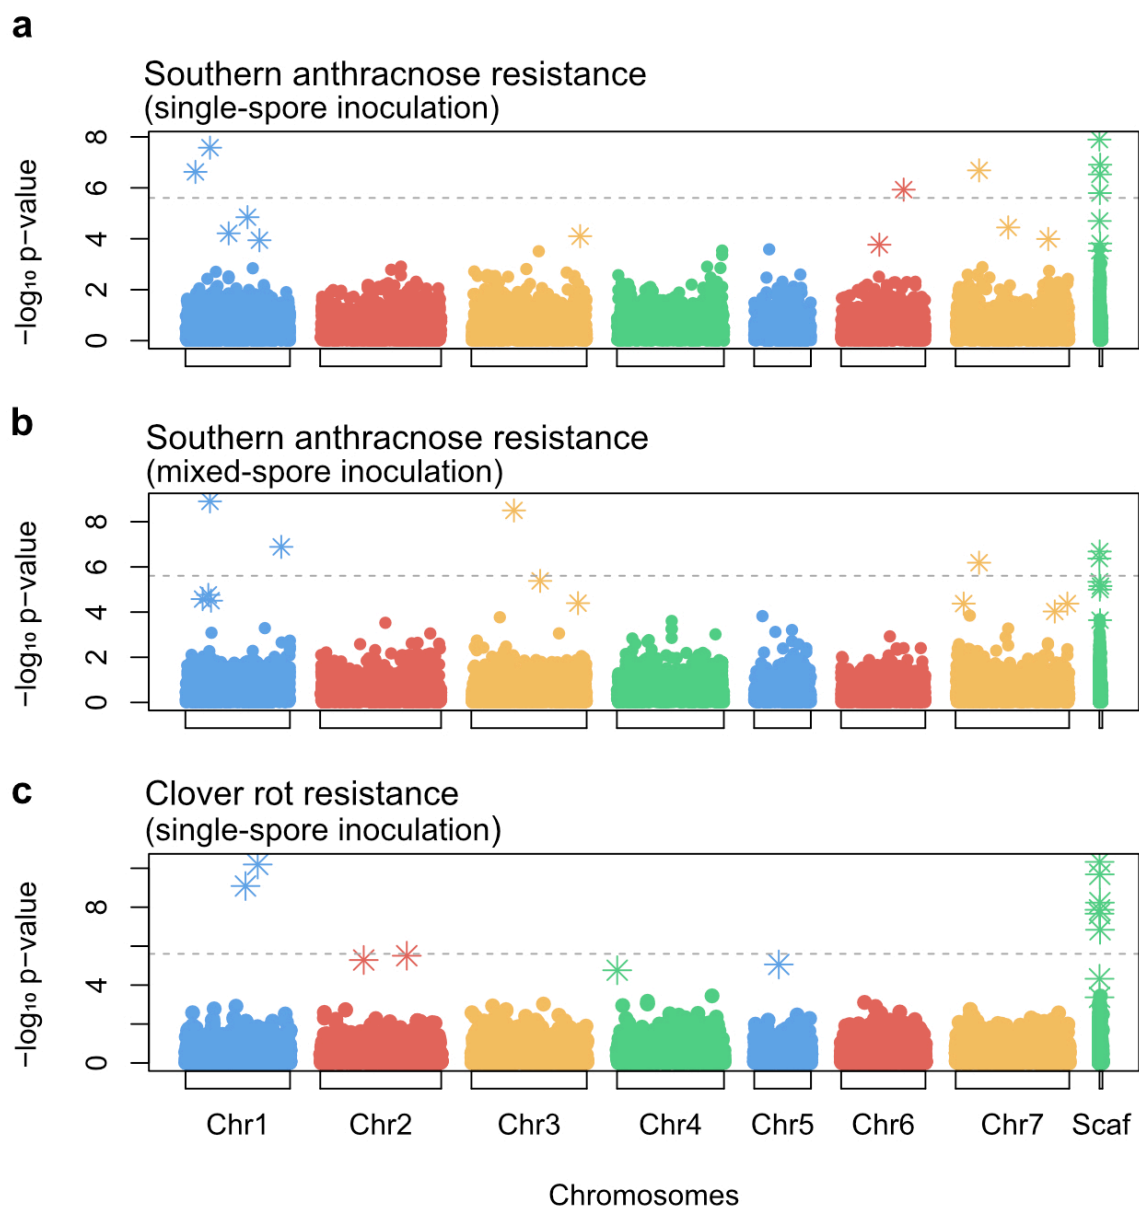 a
Southern anthracnose resistance
(single-spore inoculation)
−log₁₀ p−value
8
6
4
2
0
b
Southern anthracnose resistance
(mixed-spore inoculation)
−log₁₀ p−value
8
6
4
2
0
c
Clover rot resistance
(single-spore inoculation)
−log₁₀ p−value
8
4
0
Chr1 Chr2 Chr3 Chr4 Chr5 Chr6 Chr7 Scaf
Chromosomes